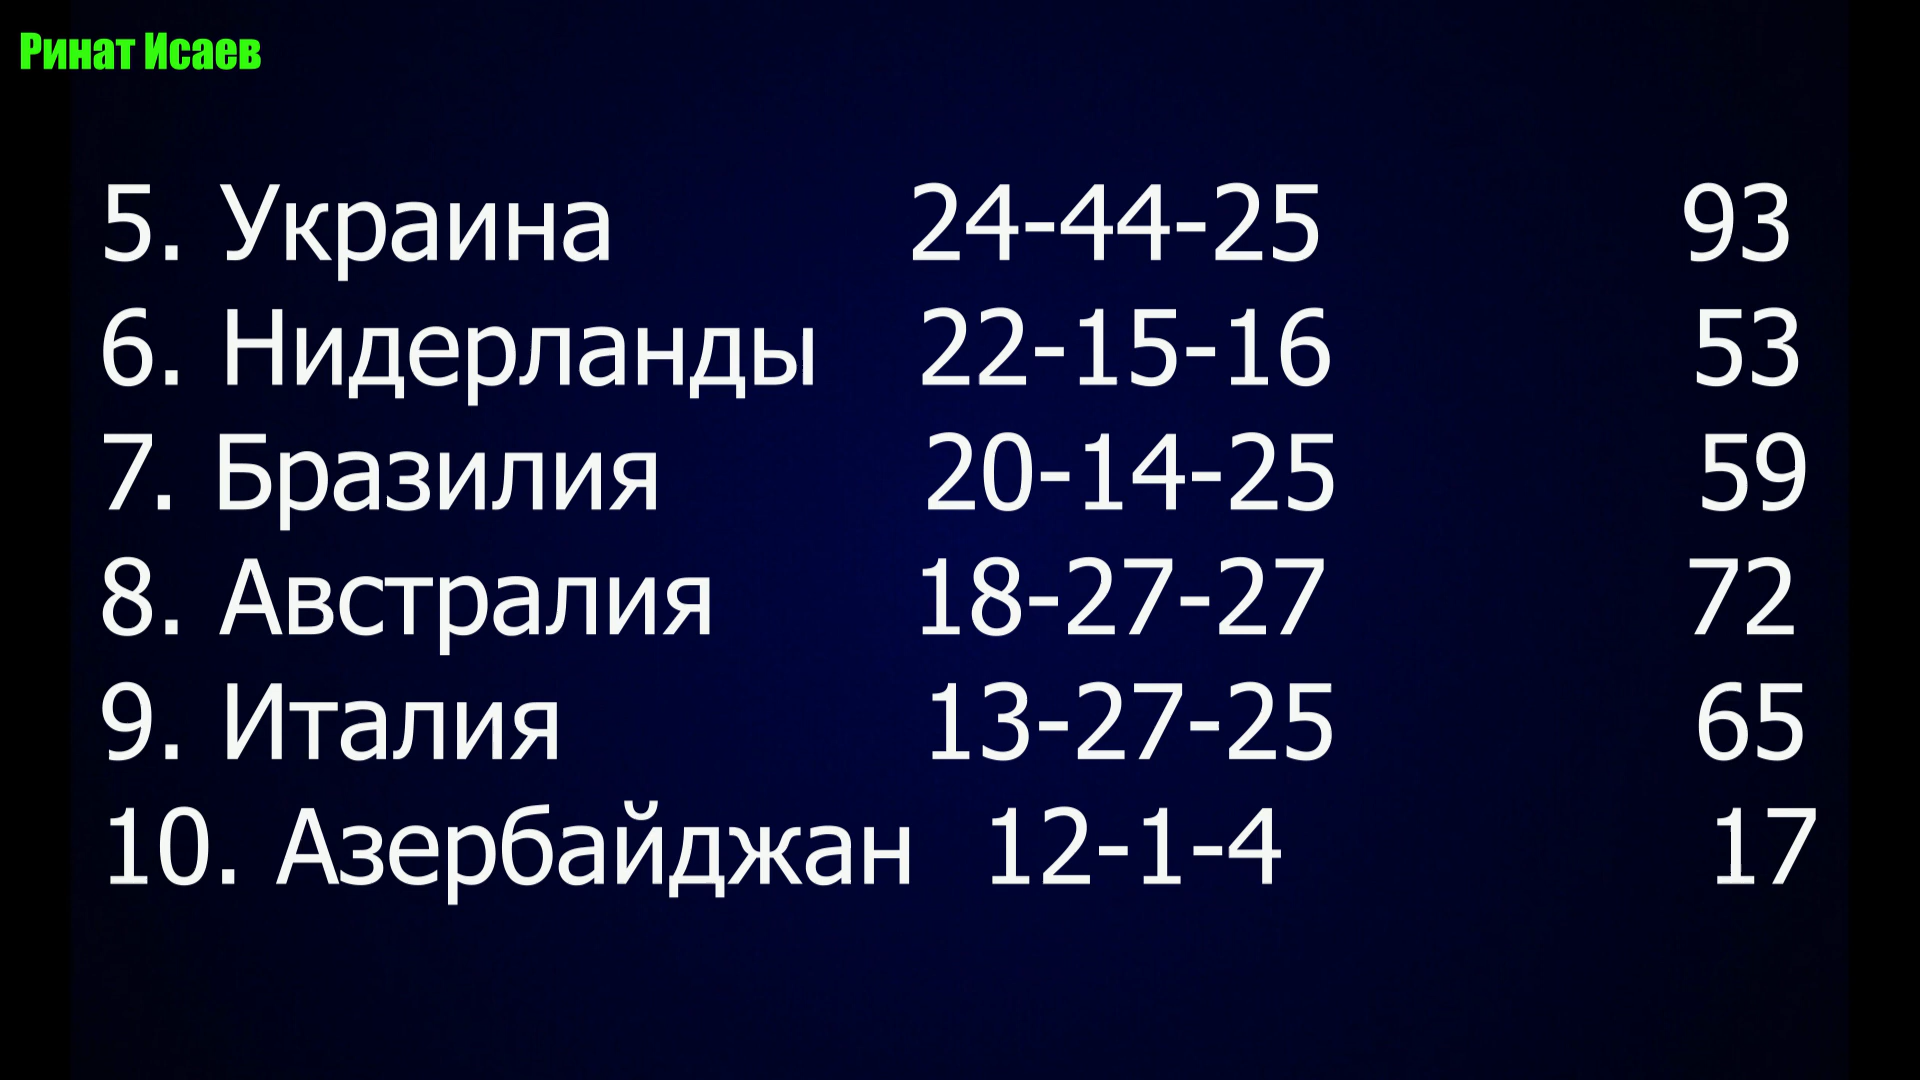 Ринат Исаев
5. Украина 24-44-25 93
6. Нидерланды 22-15-16 53
7. Бразилия 20-14-25 59
8. Австралия 18-27-27 72
9. Италия 13-27-25 65
10. Азербайджан 12-1-4 17